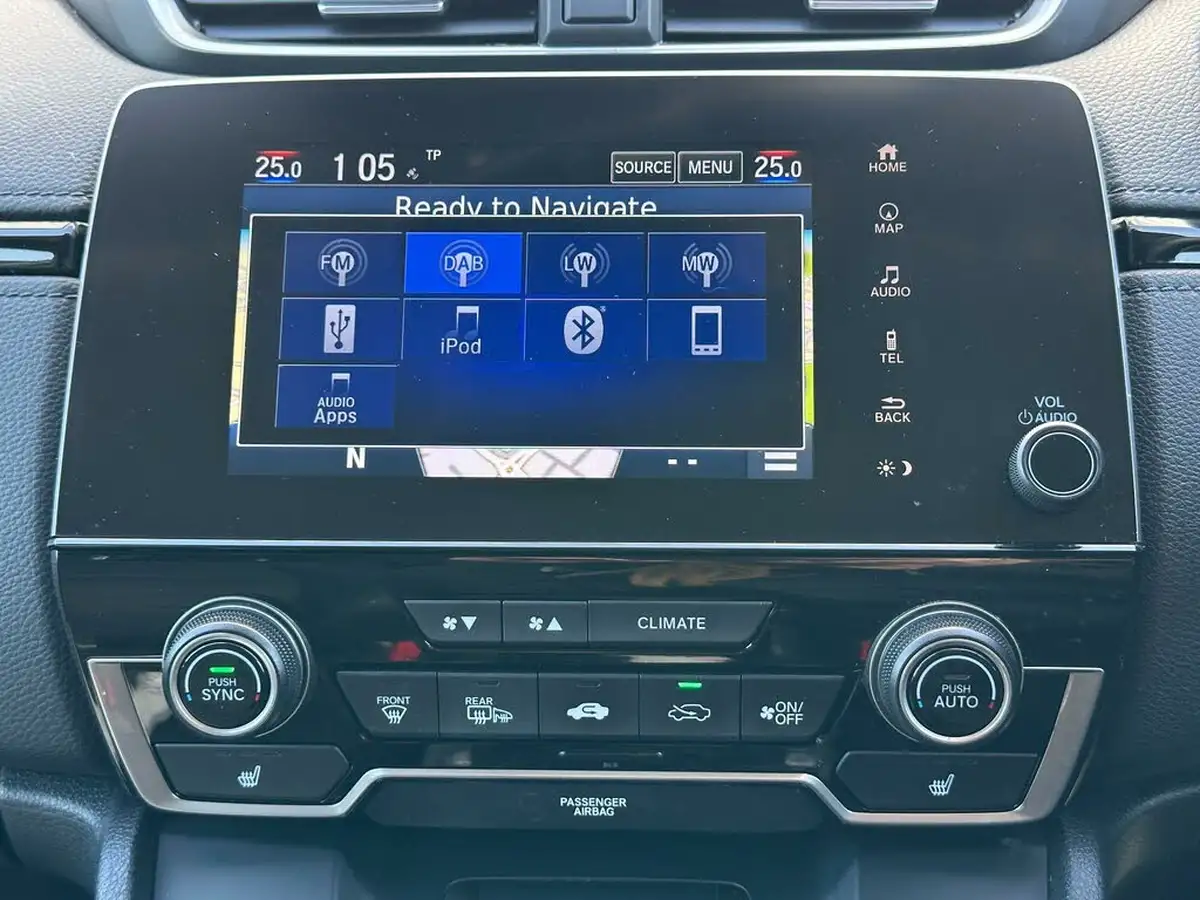 25.0 1 05 TP SOURCE MENU 25.0
Ready to Navigate
FM DAB LW MW
iPod
AUDIO
Apps
N -- 
HOME
MAP
AUDIO
TEL
BACK
VOL
AUDIO
CLIMATE
PUSH
SYNC
FRONT
REAR
ON/
OFF
PUSH
AUTO
PASSENGER
AIRBAG